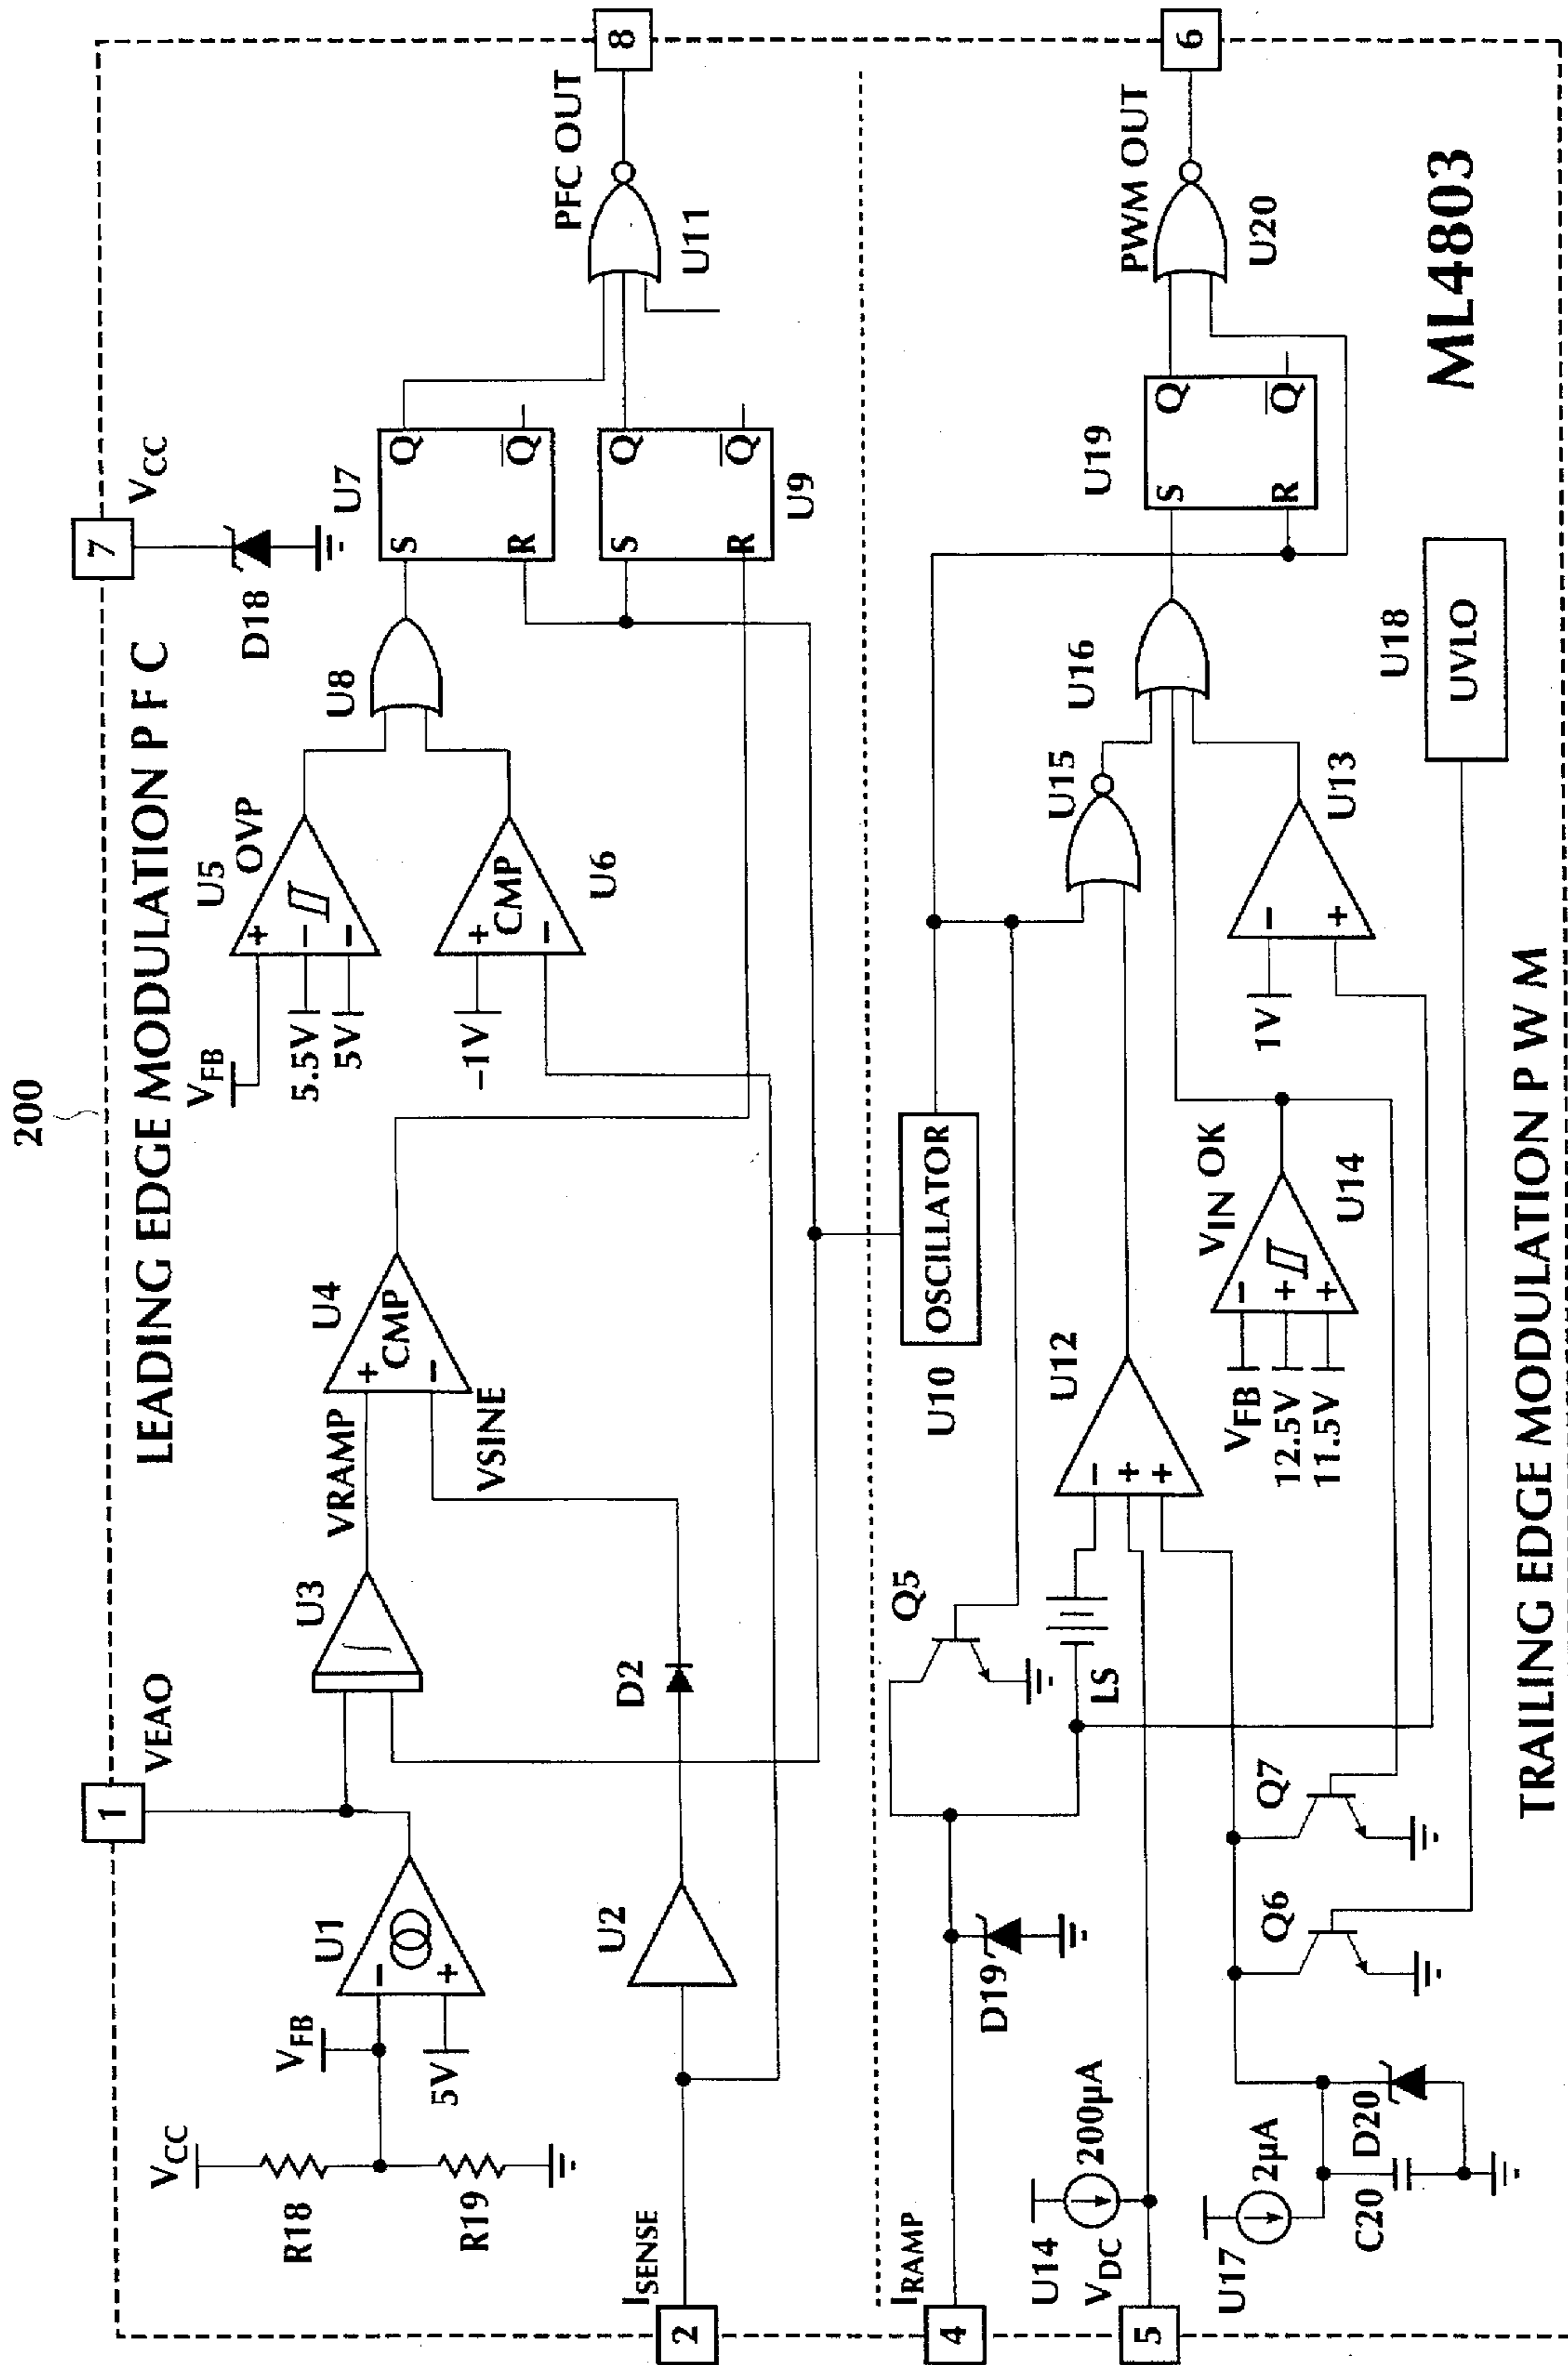 200
7
VCC
1
VEAO
LEADING EDGE MODULATION P F C
VCC
R18
R19
VFB
5V
U1
−
+
U3
∫
VRAMP
VSINE
U4
+
CMP
−
VFB
5.5V
5V
U5
OVP
+
−
−
−1V
U6
+
CMP
−
U8
D18
U7
S
Q
R
Q
S
Q
R
Q
U9
PFC OUT
U11
8
ISENSE
2
U2
D2
U10
OSCILLATOR
IRAMP
4
D19
Q5
LS
U14
200µA
VDC
5
U12
−
+
+
U15
U16
U19
S
Q
R
Q
PWM OUT
U20
6
U17
2µA
C20
D20
Q6
Q7
VFB
12.5V
11.5V
−
+
+
VIN OK
U14
1V
−
+
U13
U18
UVLO
ML4803
TRAILING EDGE MODULATION P W M